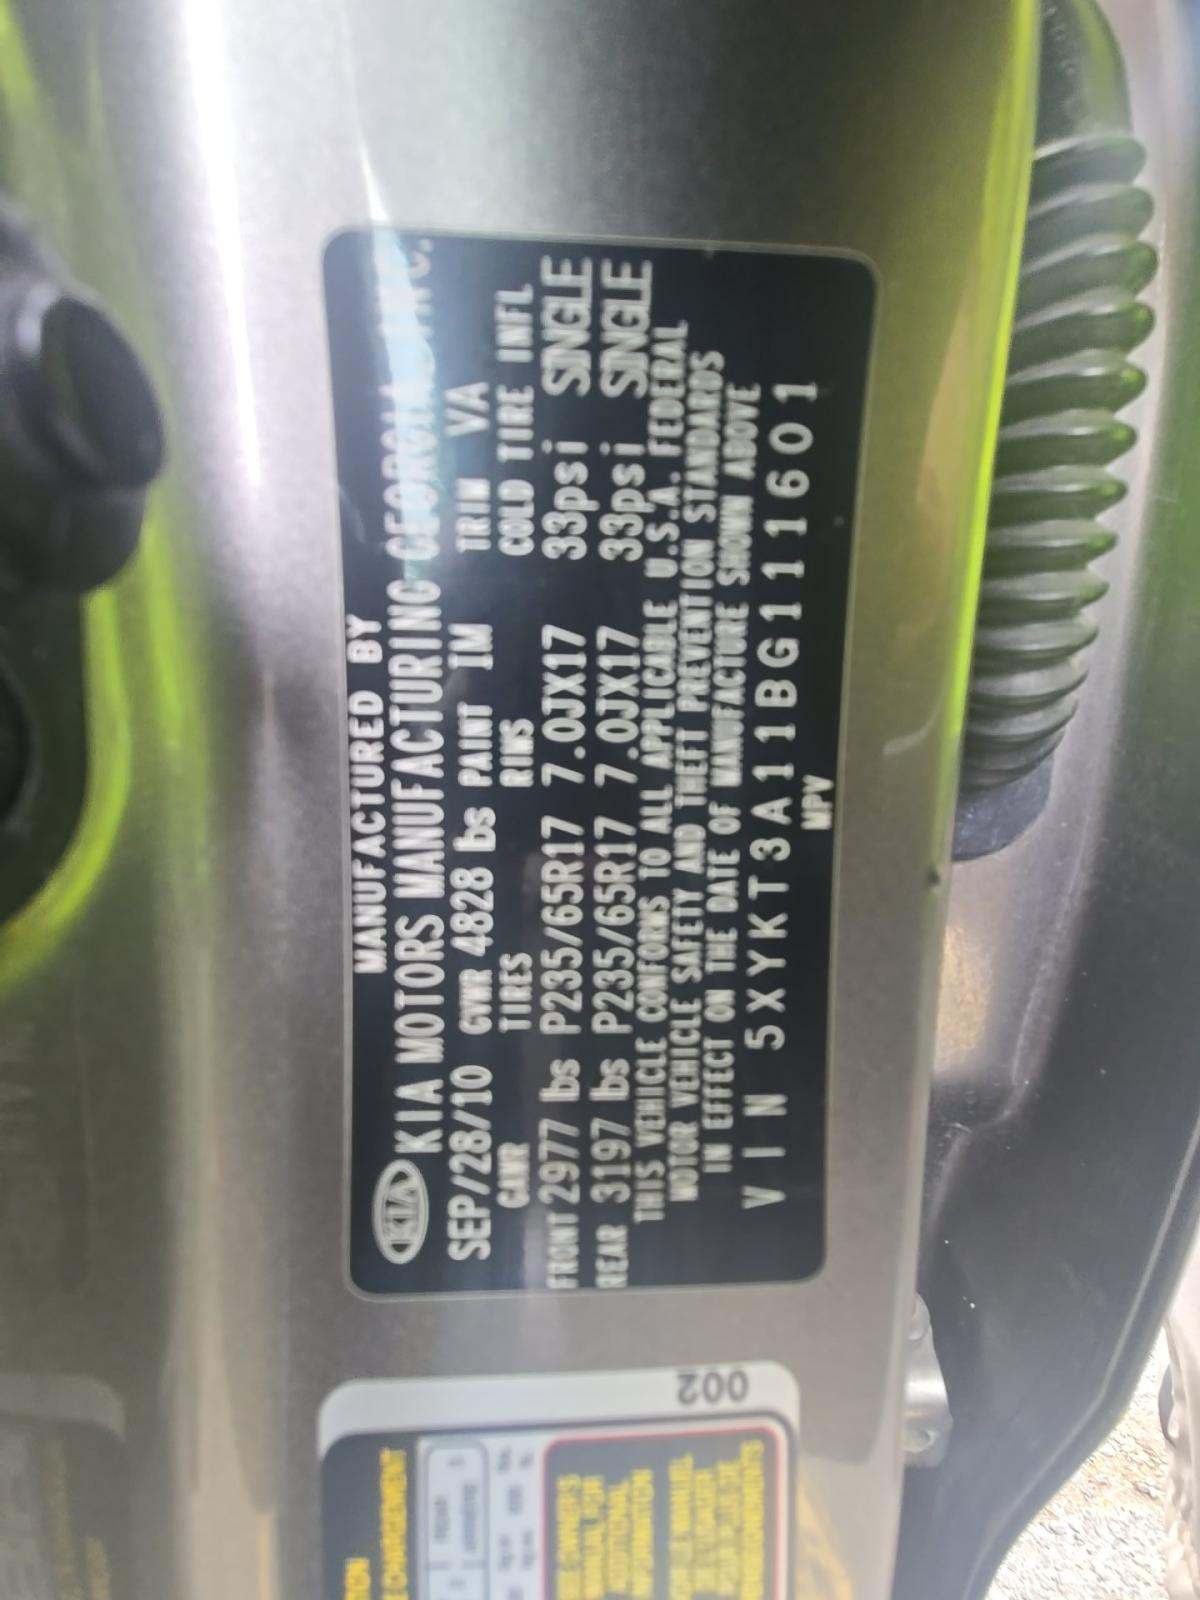 MANUFACTURED BY
KIA KIA MOTORS MANUFACTURING GEORGIA, INC.
SEP/28/10 GVWR 4828 lbs PAINT IM TRIM VA
GAWR TIRES RIMS COLD TIRE INFL
FRONT 2977 lbs P235/65R17 7.0JX17 33psi SINGLE
REAR 3197 lbs P235/65R17 7.0JX17 33psi SINGLE
THIS VEHICLE CONFORMS TO ALL APPLICABLE U.S.A. FEDERAL
MOTOR VEHICLE SAFETY AND THEFT PREVENTION STANDARDS
IN EFFECT ON THE DATE OF MANUFACTURE SHOWN ABOVE
VIN 5XYKT3A11BG111601
MPV
002